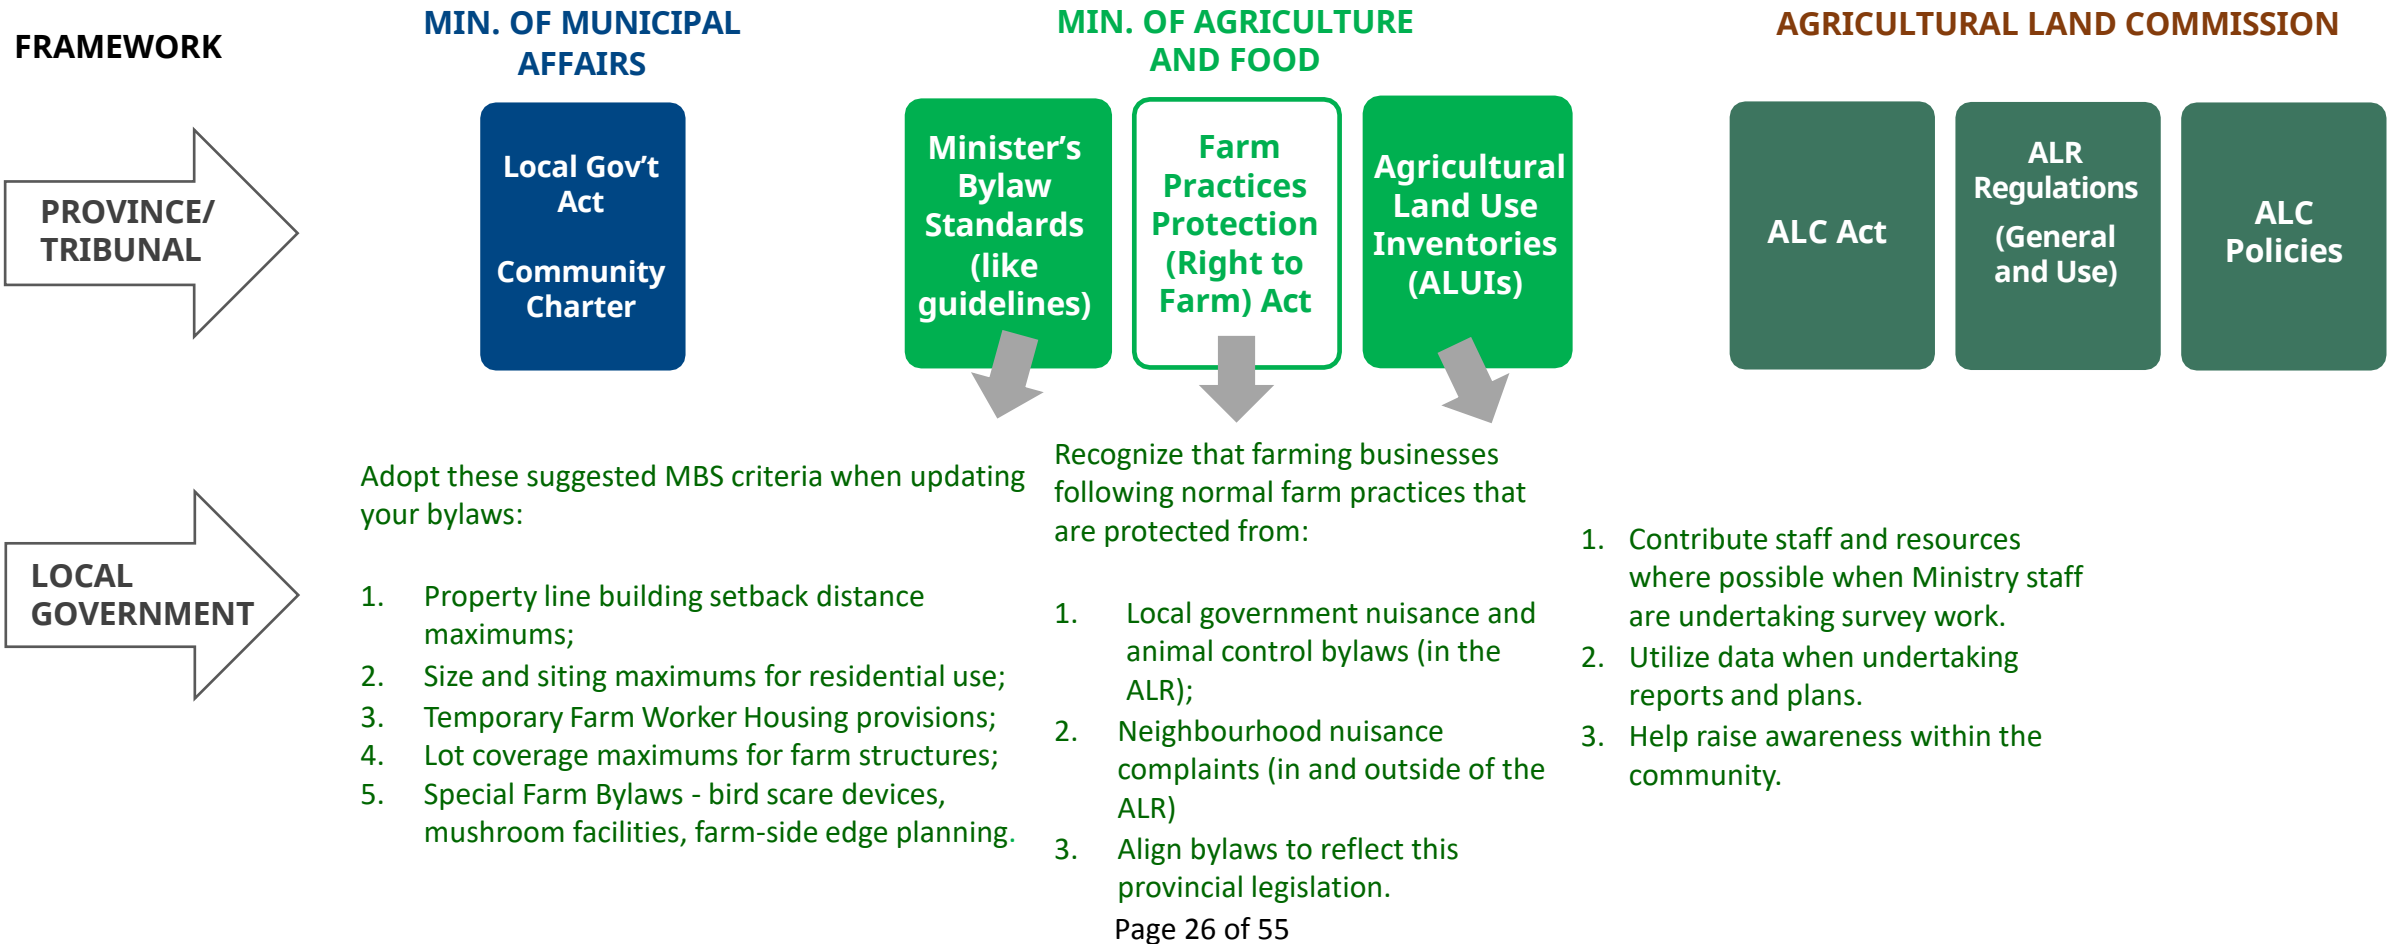 FRAMEWORK
MIN. OF MUNICIPAL
AFFAIRS
MIN. OF AGRICULTURE
AND FOOD
AGRICULTURAL LAND COMMISSION
PROVINCE/
TRIBUNAL
Local Gov’t
Act
Community
Charter
Minister’s
Bylaw
Standards
(like
guidelines)
Farm
Practices
Protection
(Right to
Farm) Act
Agricultural
Land Use
Inventories
(ALUIs)
ALC Act
ALR
Regulations
(General
and Use)
ALC
Policies
LOCAL
GOVERNMENT
Adopt these suggested MBS criteria when updating
your bylaws:
1. Property line building setback distance
maximums;
2. Size and siting maximums for residential use;
3. Temporary Farm Worker Housing provisions;
4. Lot coverage maximums for farm structures;
5. Special Farm Bylaws - bird scare devices,
mushroom facilities, farm-side edge planning.
Recognize that farming businesses
following normal farm practices that
are protected from:
1. Local government nuisance and
animal control bylaws (in the
ALR);
2. Neighbourhood nuisance
complaints (in and outside of the
ALR)
3. Align bylaws to reflect this
provincial legislation.
1. Contribute staff and resources
where possible when Ministry staff
are undertaking survey work.
2. Utilize data when undertaking
reports and plans.
3. Help raise awareness within the
community.
Page 26 of 55